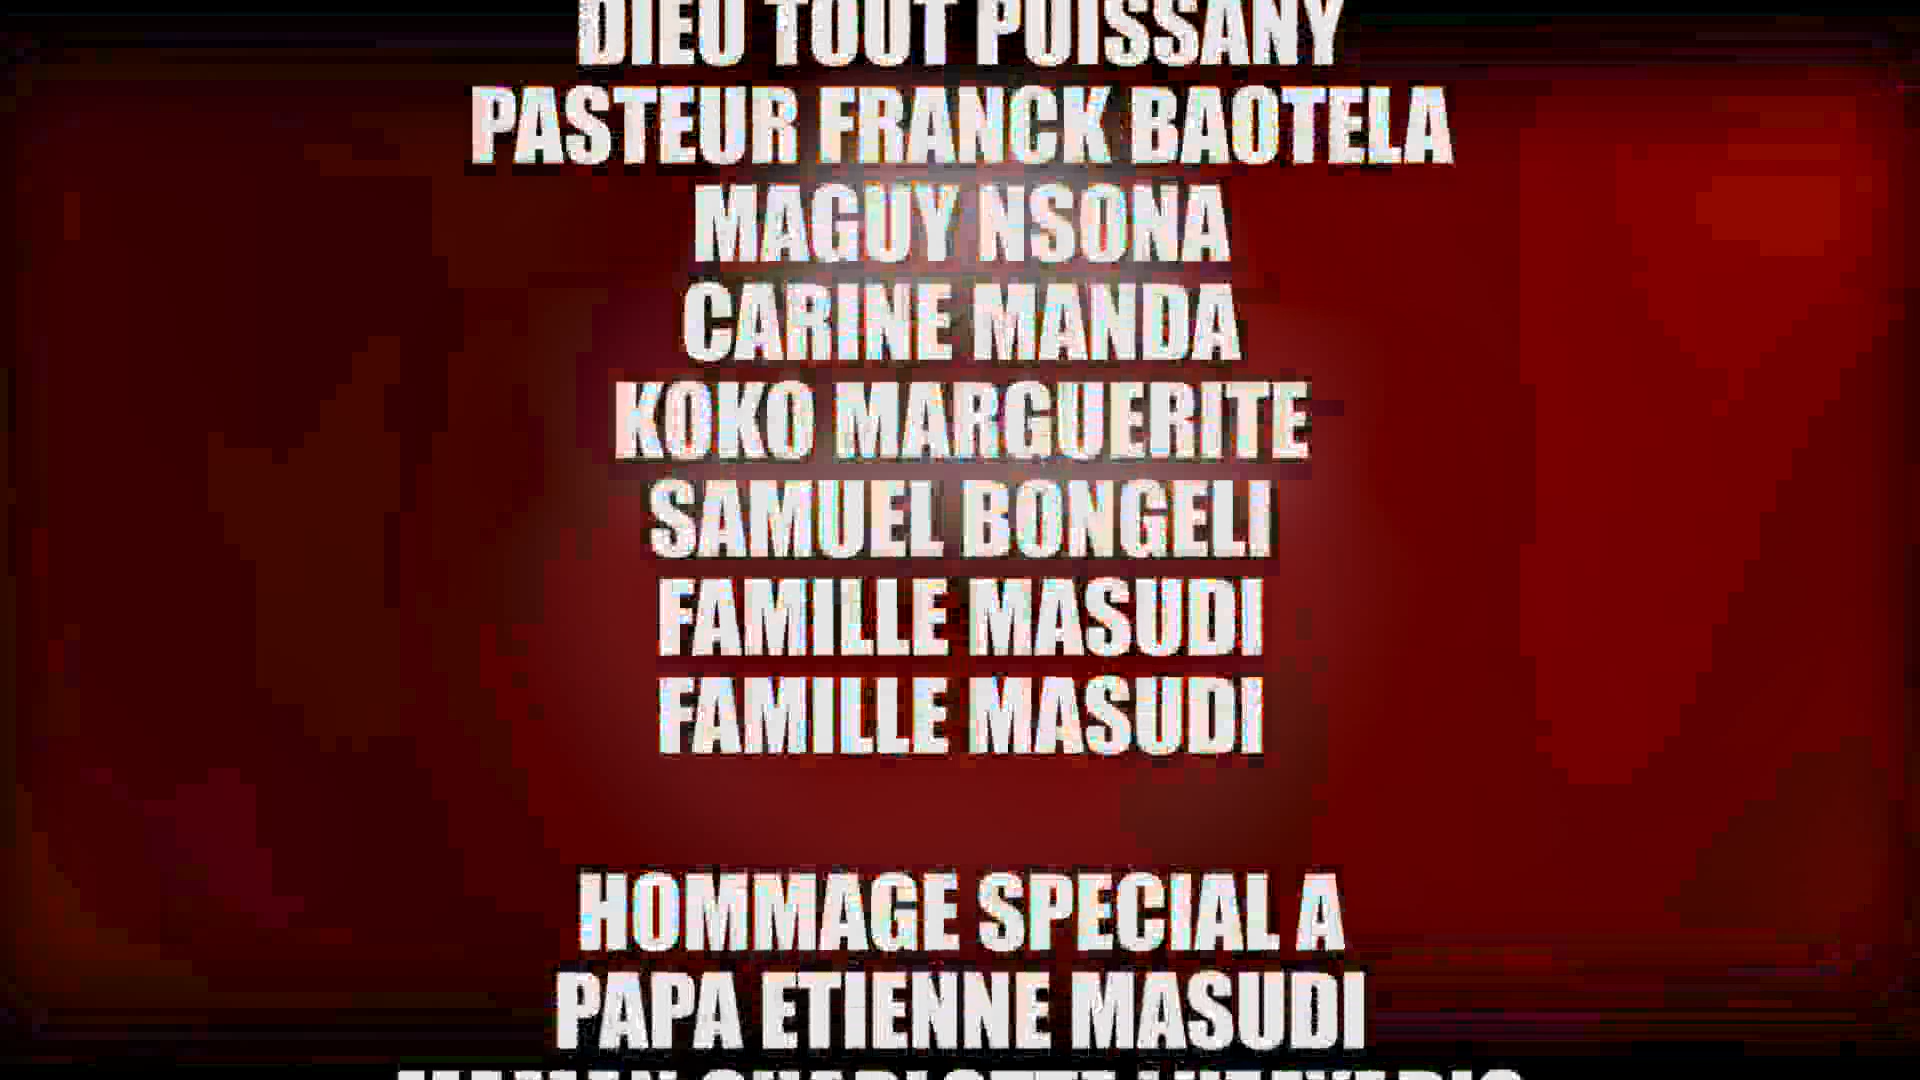 DIEU TOUT PUISSANY
PASTEUR FRANCK BAOTELA
MAGUY NSONA
CARINE MANDA
KOKO MARGUERITE
SAMUEL BONGELI
FAMILLE MASUDI
FAMILLE MASUDI
HOMMAGE SPECIAL A
PAPA ETIENNE MASUDI